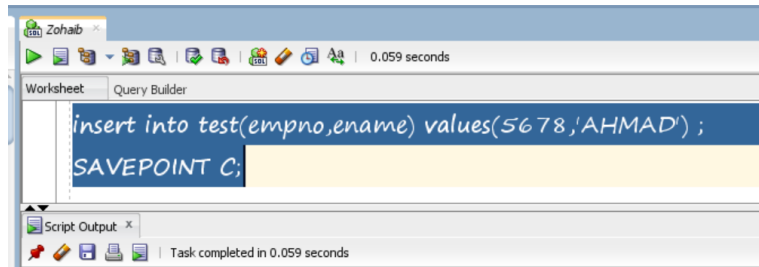 Zohaib
0.059 seconds
Worksheet Query Builder
insert into test(empno,ename) values(5678,'AHMAD') ;
SAVEPOINT C;
Script Output
Task completed in 0.059 seconds